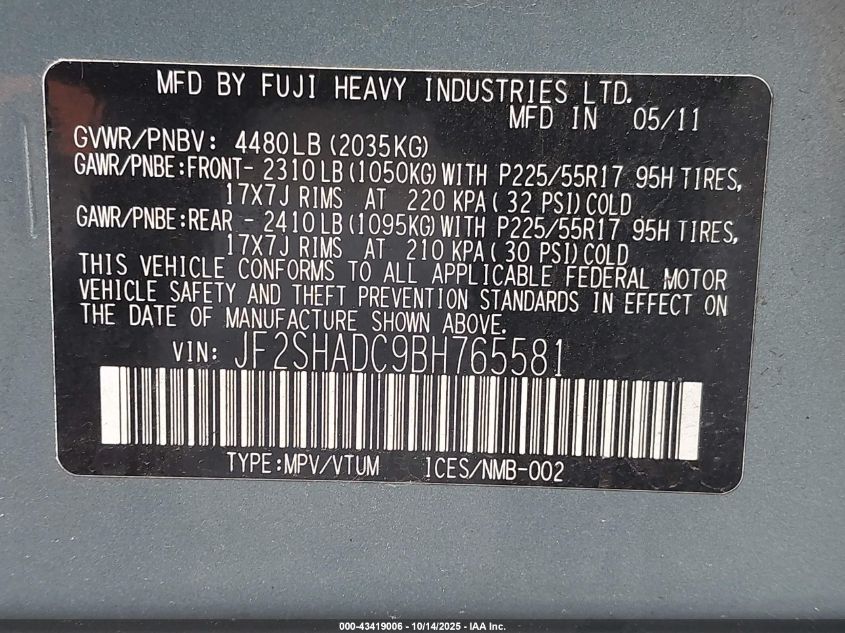 MFD BY FUJI HEAVY INDUSTRIES LTD.
MFD IN 05/11
GVWR/PNBV: 4480LB(2035KG)
GAWR/PNBE:FRONT- 2310LB(1050KG)WITH P225/55R17 95H TIRES,
17X7J RIMS AT 220 KPA( 32 PSI)COLD
GAWR/PNBE:REAR - 2410LB(1095KG)WITH P225/55R17 95H TIRES,
17X7J RIMS AT 210 KPA( 30 PSI)COLD
THIS VEHICLE CONFORMS TO ALL APPLICABLE FEDERAL MOTOR
VEHICLE SAFETY AND THEFT PREVENTION STANDARDS IN EFFECT ON
THE DATE OF MANUFACTURE SHOWN ABOVE.
VIN: JF2SHADC9BH765581
TYPE:MPV/VTUM ICES/NMB-002
000-43419006 - 10/14/2025 - IAA Inc.